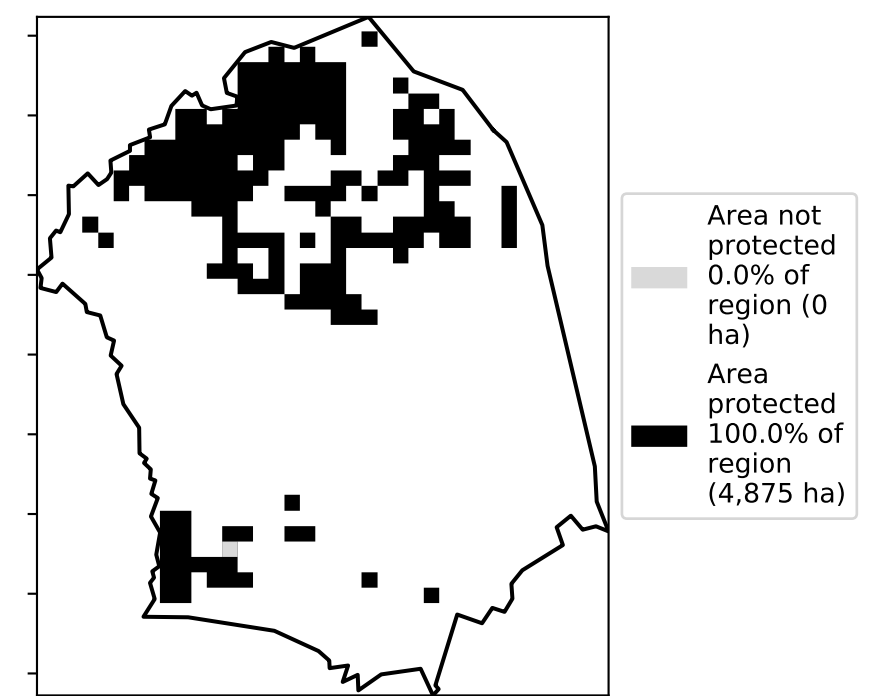 Area not
protected
0.0% of
region (0
ha)
Area
protected
100.0% of
region
(4,875 ha)